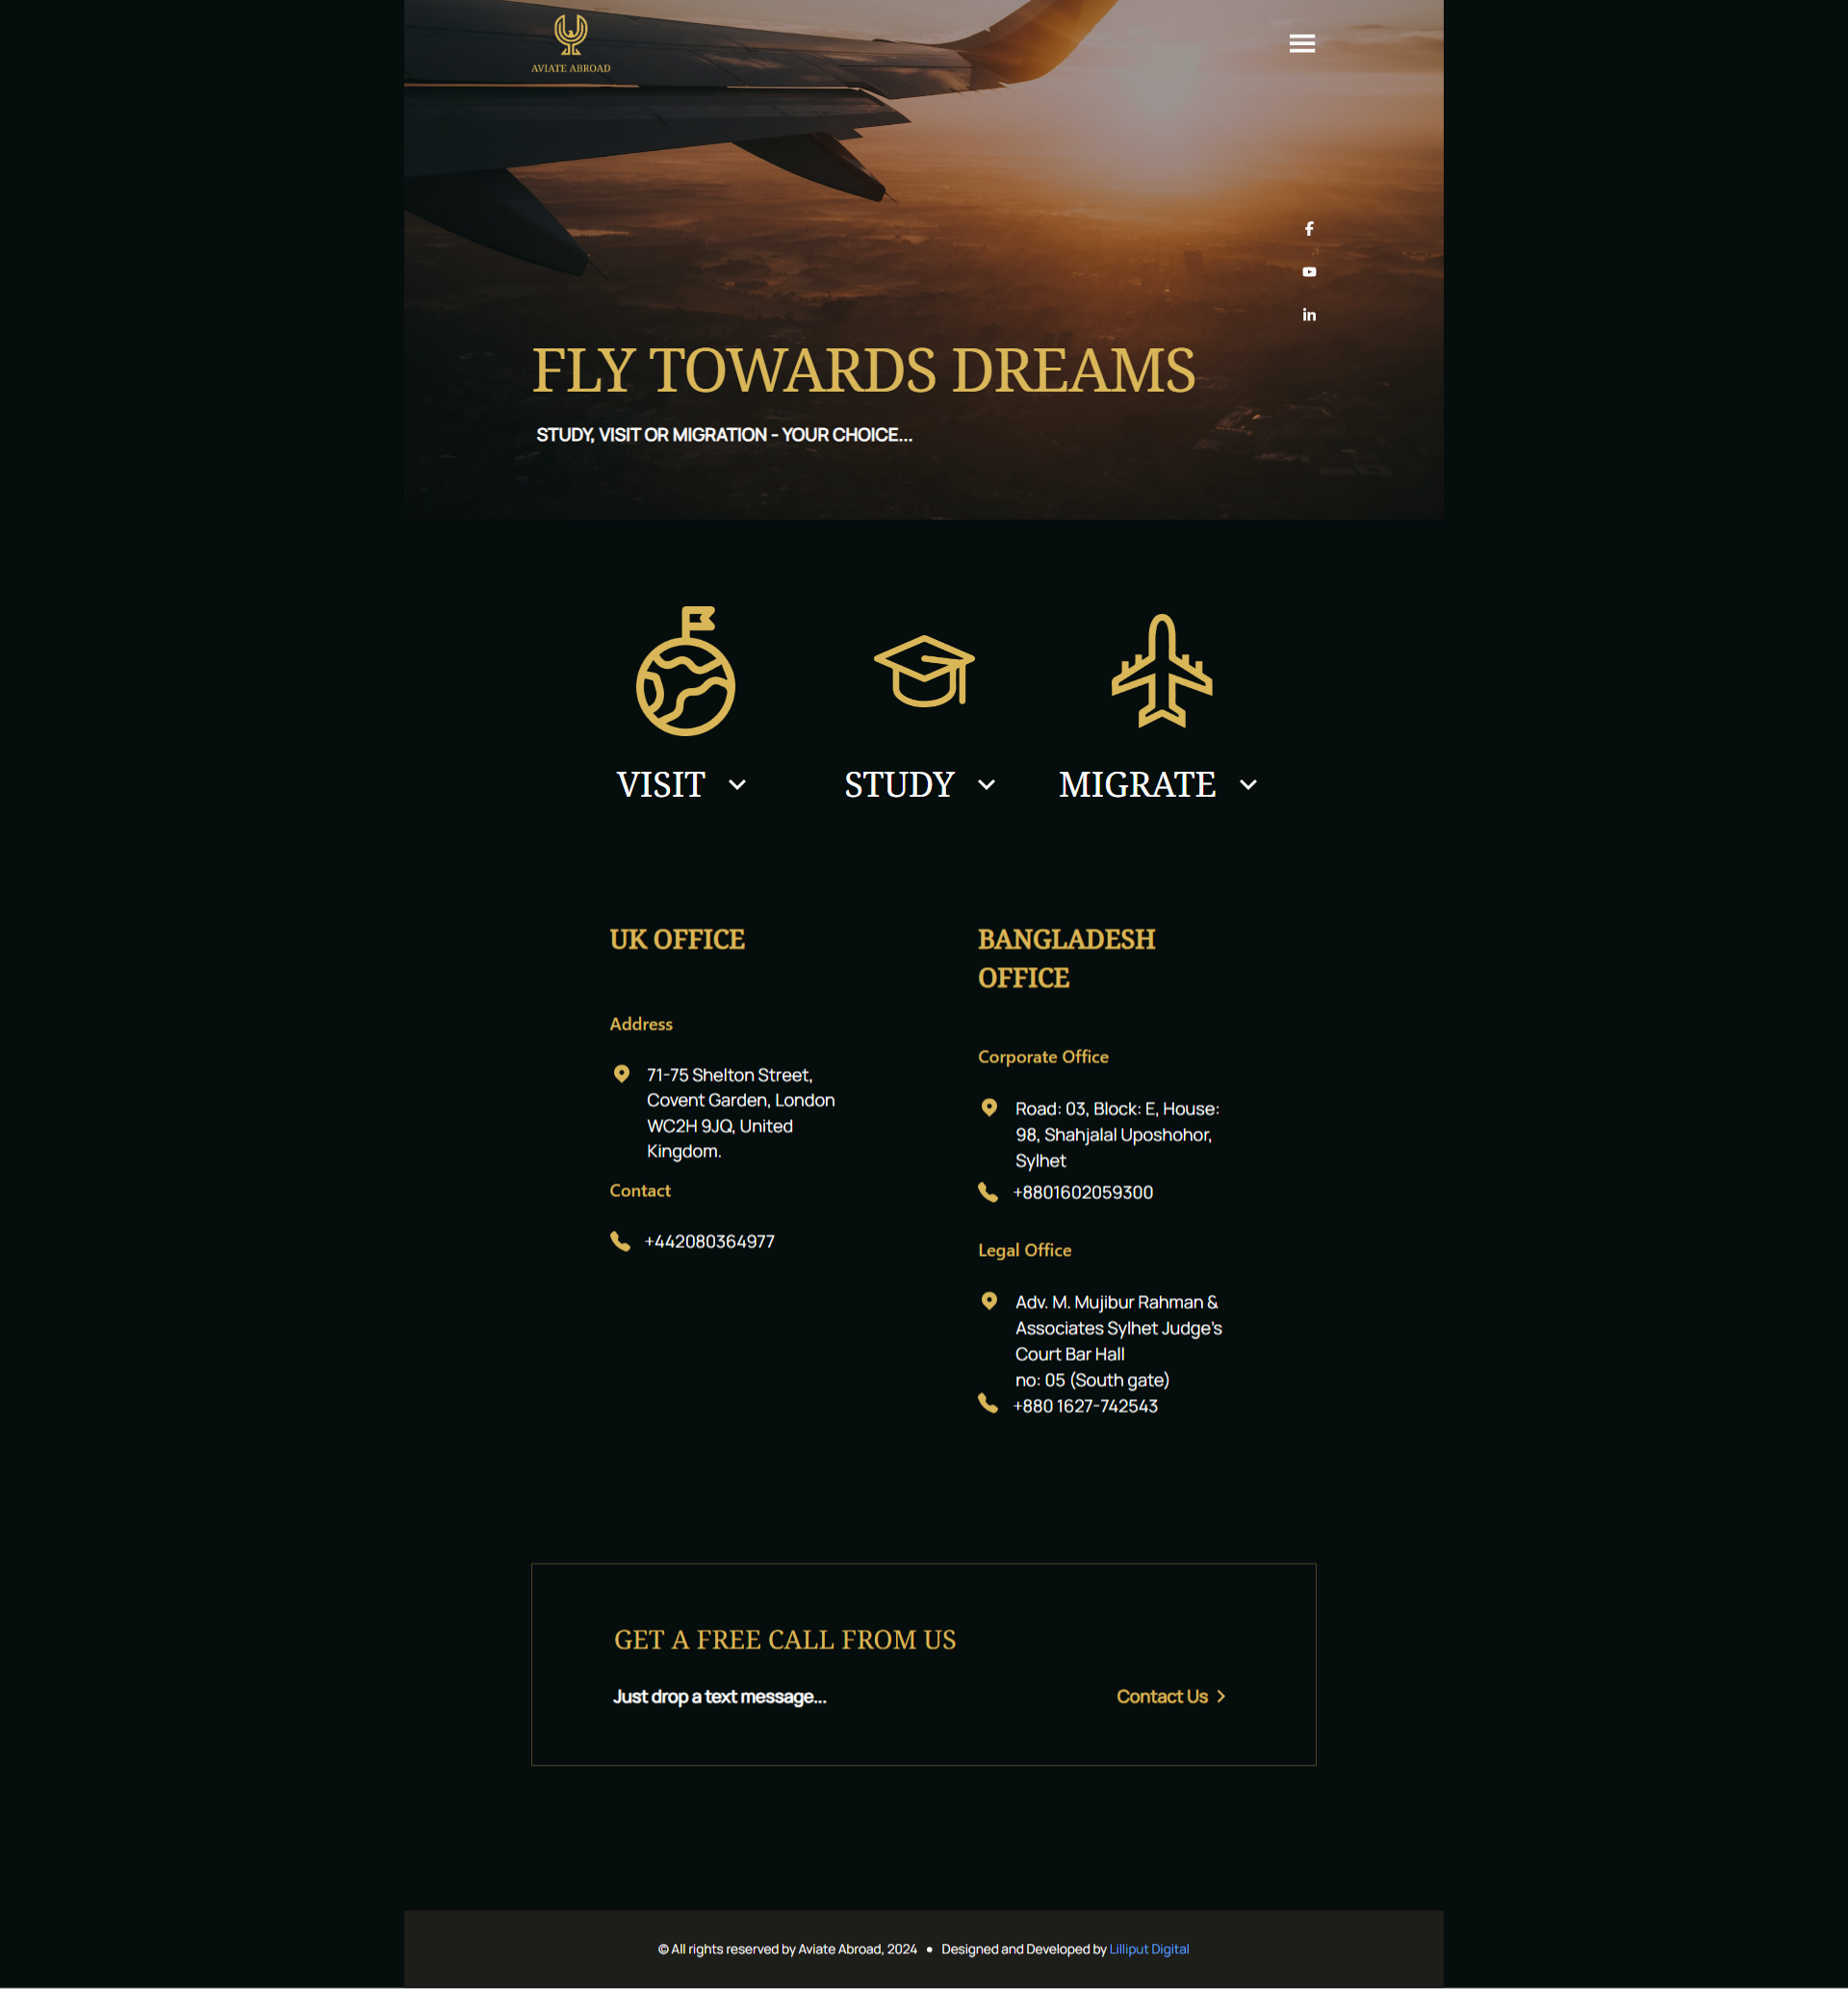 AVIATE ABROAD
FLY TOWARDS DREAMS
STUDY, VISIT OR MIGRATION - YOUR CHOICE...
VISIT
STUDY
MIGRATE
UK OFFICE
Address
71-75 Shelton Street,
Covent Garden, London
WC2H 9JQ, United
Kingdom.
Contact
+442080364977
BANGLADESH
OFFICE
Corporate Office
Road: 03, Block: E, House:
98, Shahjalal Uposhohor,
Sylhet
+8801602059300
Legal Office
Adv. M. Mujibur Rahman &
Associates Sylhet Judge's
Court Bar Hall
no: 05 (South gate)
+880 1627-742543
GET A FREE CALL FROM US
Just drop a text message...
Contact Us
© All rights reserved by Aviate Abroad, 2024 • Designed and Developed by Lilliput Digital